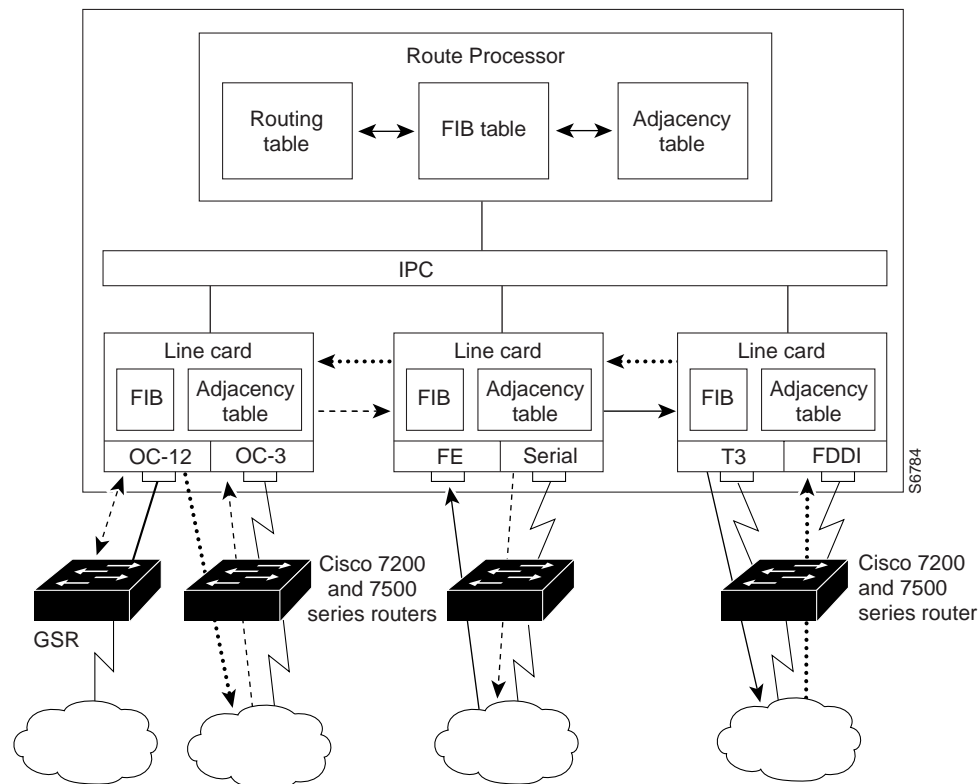 Route Processor
Routing
table
FIB table
Adjacency
table
IPC
Line card
FIB
Adjacency
table
OC-12
OC-3
Line card
FIB
Adjacency
table
FE
Serial
Line card
FIB
Adjacency
table
T3
FDDI
S6784
GSR
Cisco 7200
and 7500
series routers
Cisco 7200
and 7500
series router